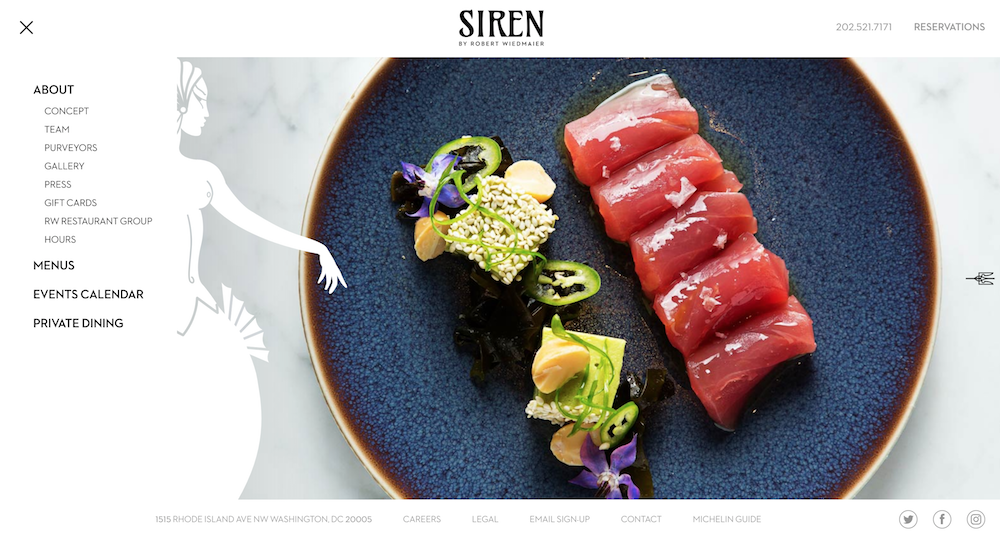 SIREN
BY ROBERT WIEDMAIER
202.521.7171 RESERVATIONS
ABOUT
CONCEPT
TEAM
PURVEYORS
GALLERY
PRESS
GIFT CARDS
RW RESTAURANT GROUP
HOURS
MENUS
EVENTS CALENDAR
PRIVATE DINING
1515 RHODE ISLAND AVE NW WASHINGTON, DC 20005 CAREERS LEGAL EMAIL SIGN-UP CONTACT MICHELIN GUIDE